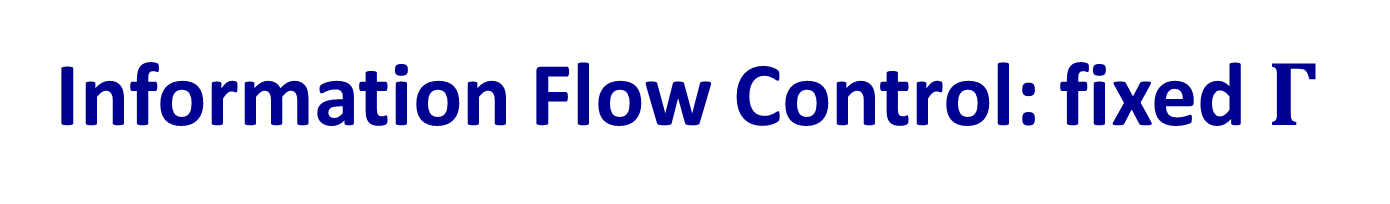 Information Flow Control: fixed Γ